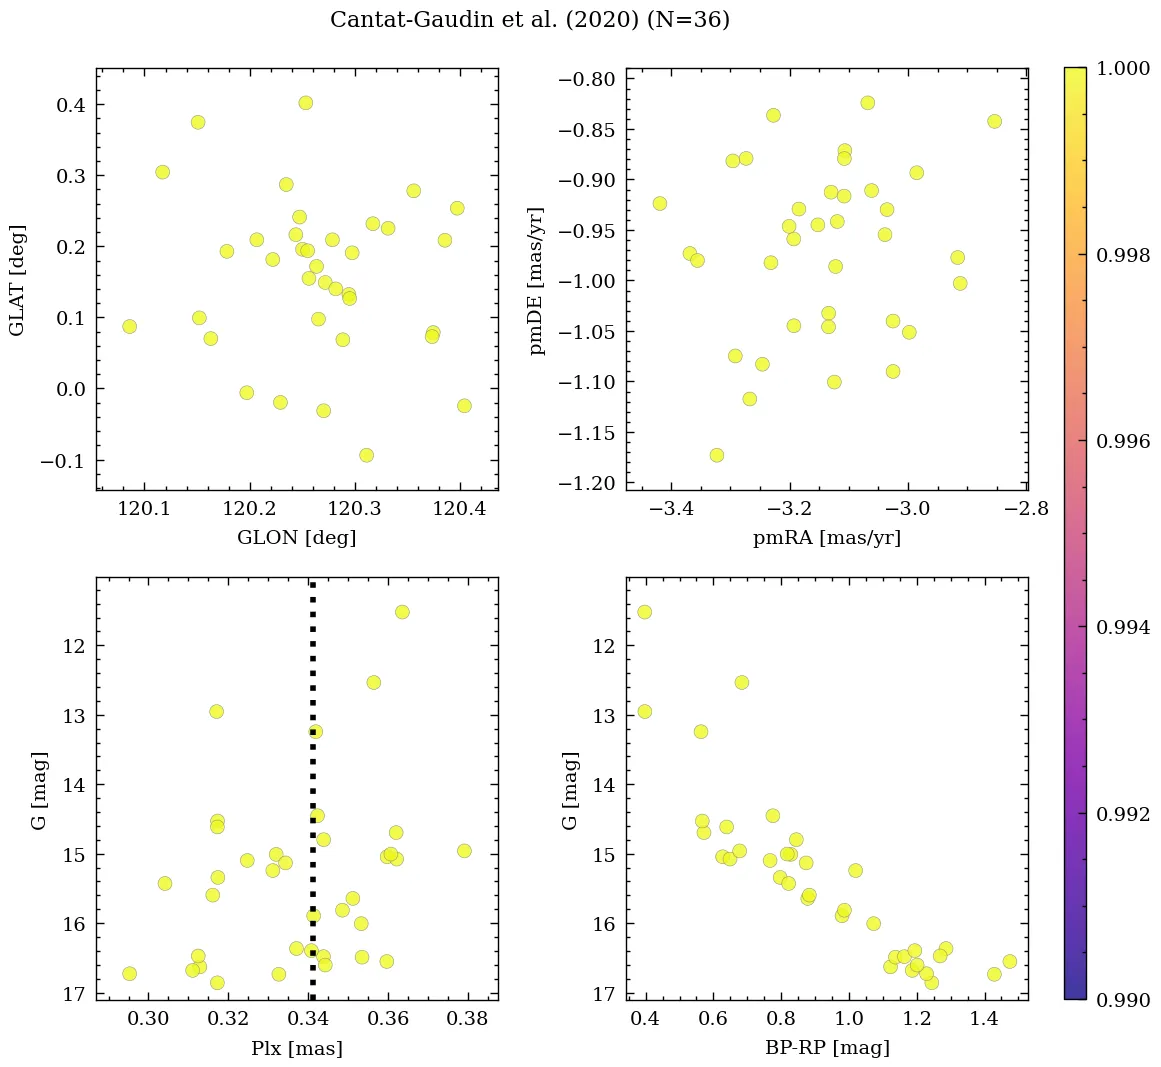 Cantat-Gaudin et al. (2020) (N=36)
0.4
0.3
0.2
0.1
0.0
−0.1
GLAT [deg]
120.1 120.2 120.3 120.4
GLON [deg]
−0.80
−0.85
−0.90
−0.95
−1.00
−1.05
−1.10
−1.15
−1.20
pmDE [mas/yr]
−3.4 −3.2 −3.0 −2.8
pmRA [mas/yr]
12
13
14
15
16
17
G [mag]
0.30 0.32 0.34 0.36 0.38
Plx [mas]
12
13
14
15
16
17
G [mag]
0.4 0.6 0.8 1.0 1.2 1.4
BP-RP [mag]
1.000
0.998
0.996
0.994
0.992
0.990